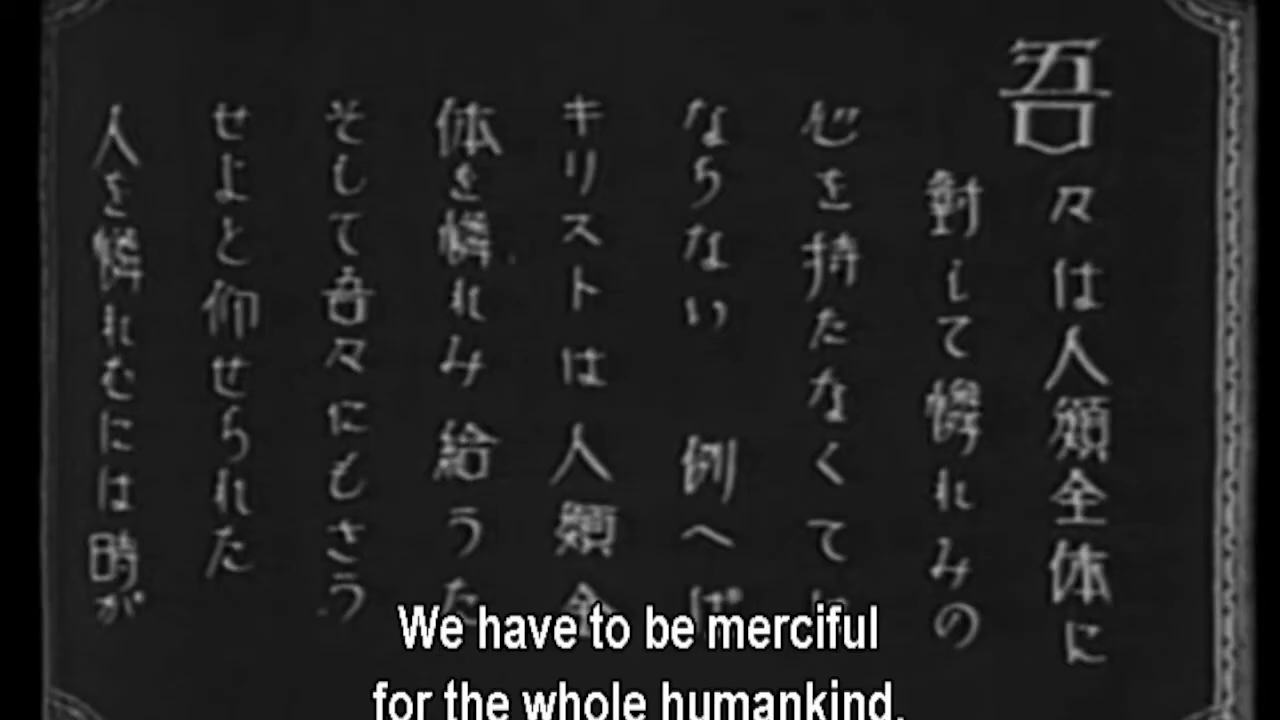 吾々は人類全体に
對して憐れみの
心を持たなくては
ならない 例へば
キリストは人類全
体を憐れみ給うた
そして吾々にもさう
せよと仰せられた
人を憐れむには時が
We have to be merciful
for the whole humankind.